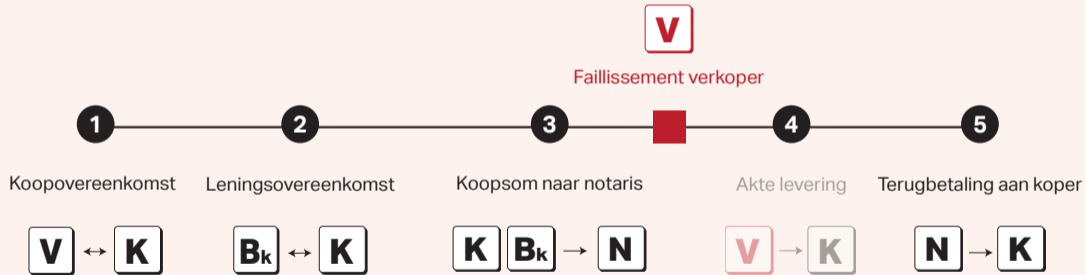 V
Faillissement verkoper
1 2 3 4 5
Koopovereenkomst Leningsovereenkomst Koopsom naar notaris Akte levering Terugbetaling aan koper
V ↔ K Bk ↔ K K Bk → N V → K N → K